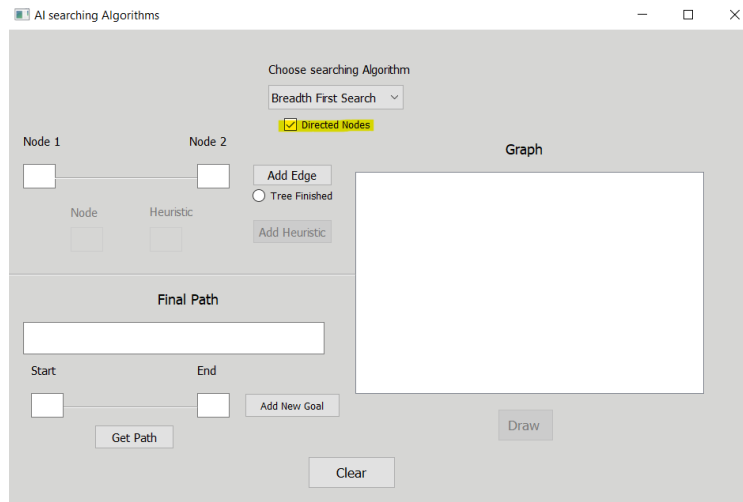 AI searching Algorithms
Choose searching Algorithm
Breadth First Search
Directed Nodes
Node 1 Node 2
Add Edge
Tree Finished
Node Heuristic
Add Heuristic
Graph
Final Path
Start End
Add New Goal
Get Path
Draw
Clear